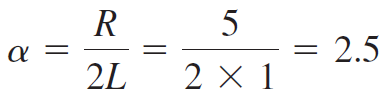 α = R / 2L = 5 / 2 × 1 = 2.5